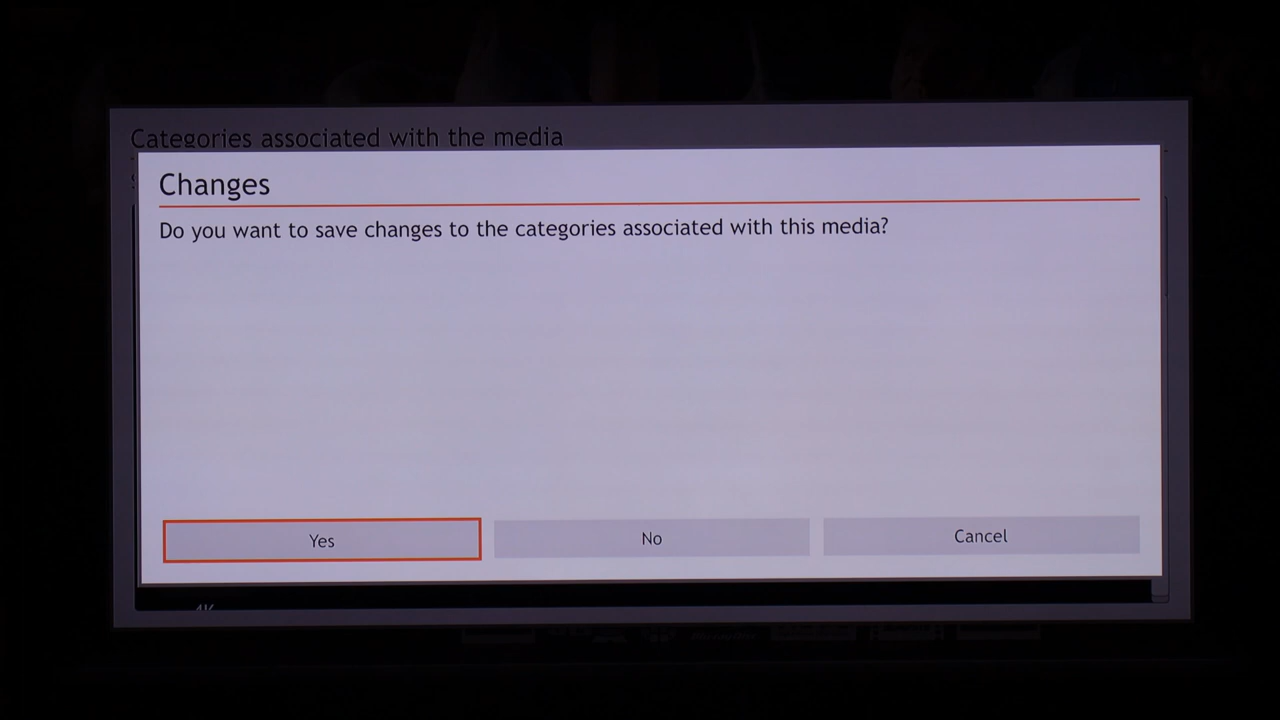 Categories associated with the media
Changes
Do you want to save changes to the categories associated with this media?
Yes
No
Cancel